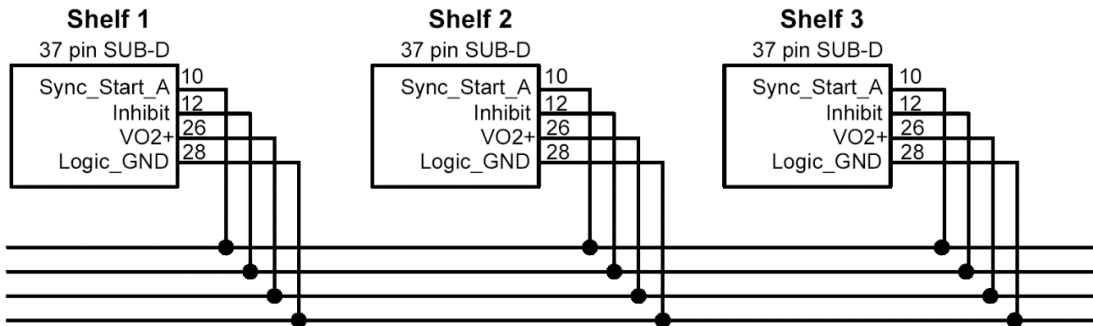 Shelf 1
37 pin SUB-D
Sync_Start_A 10
Inhibit 12
VO2+ 26
Logic_GND 28
Shelf 2
37 pin SUB-D
Sync_Start_A 10
Inhibit 12
VO2+ 26
Logic_GND 28
Shelf 3
37 pin SUB-D
Sync_Start_A 10
Inhibit 12
VO2+ 26
Logic_GND 28